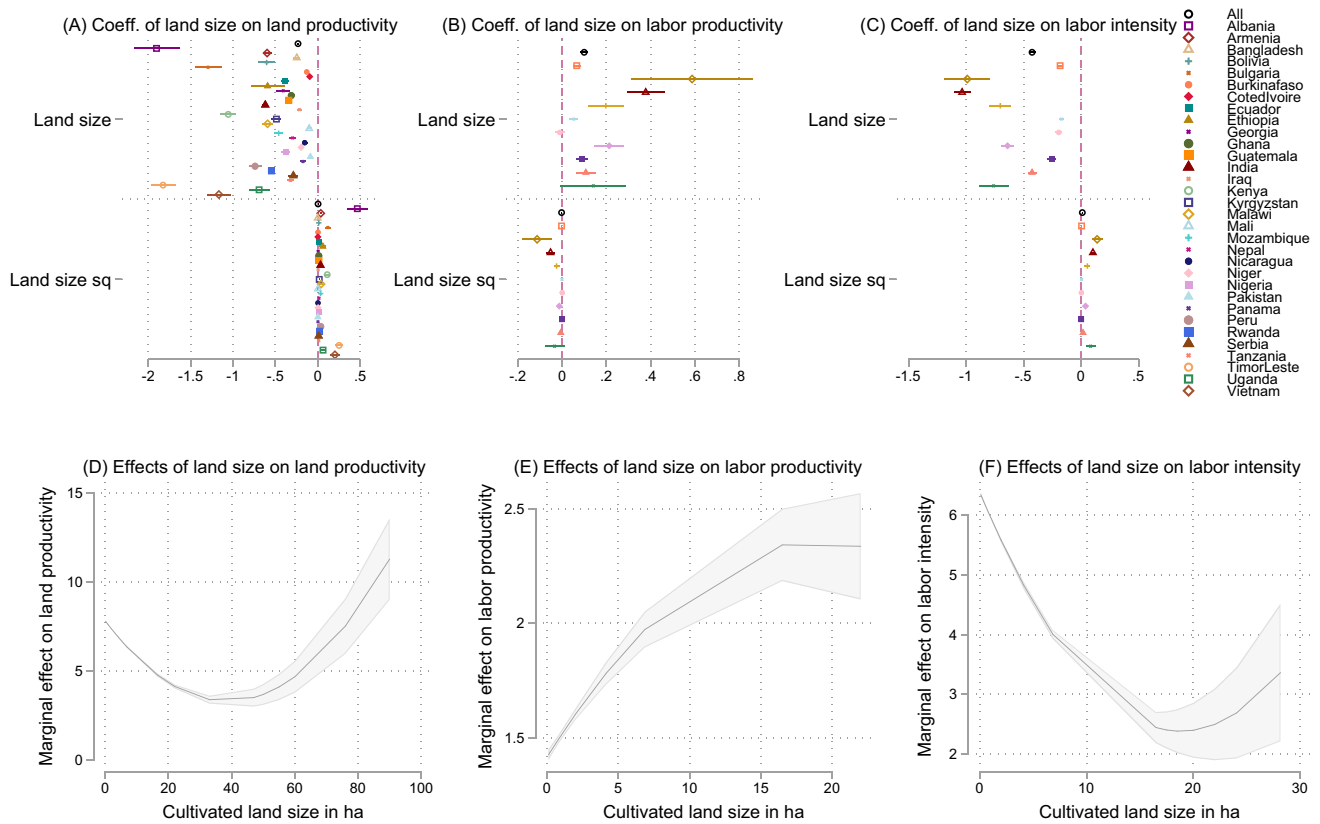 (A) Coeff. of land size on land productivity
Land size
Land size sq
-2 -1.5 -1 -.5 0 .5
(B) Coeff. of land size on labor productivity
Land size
Land size sq
-.2 0 .2 .4 .6 .8
(C) Coeff. of land size on labor intensity
Land size
Land size sq
-1.5 -1 -.5 0 .5
All
Albania
Armenia
Bangladesh
Bolivia
Bulgaria
Burkinafaso
CotedIvoire
Ecuador
Ethiopia
Georgia
Ghana
Guatemala
India
Iraq
Kenya
Kyrgyzstan
Malawi
Mali
Mozambique
Nepal
Nicaragua
Niger
Nigeria
Pakistan
Panama
Peru
Rwanda
Serbia
Tanzania
TimorLeste
Uganda
Vietnam
(D) Effects of land size on land productivity
Marginal effect on land productivity
15
10
5
0
0 20 40 60 80 100
Cultivated land size in ha
(E) Effects of land size on labor productivity
Marginal effect on labor productivity
2.5
2
1.5
0 5 10 15 20
Cultivated land size in ha
(F) Effects of land size on labor intensity
Marginal effect on labor intensity
6
5
4
3
2
0 10 20 30
Cultivated land size in ha